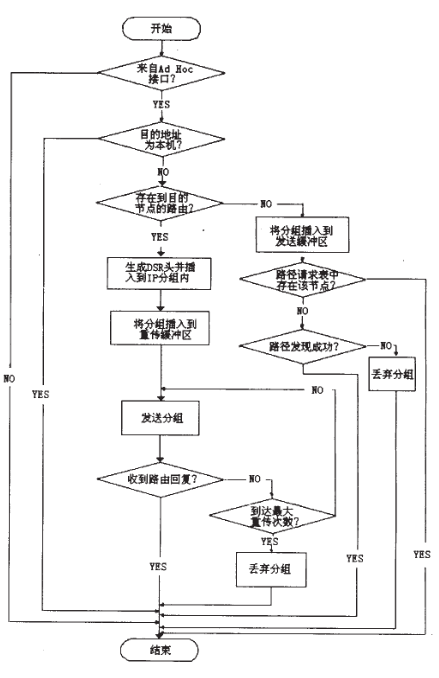 开始
来自Ad Hoc
接口?
YES
目的地址
为本机?
NO
存在到目的
节点的路由?
NO
YES
将分组插入到
发送缓冲区
生成DSR头并插
入到IP分组内
路径请求表中
存在该节点?
NO
将分组插入到
重传缓冲区
路径发现成功?
NO
丢弃分组
NO
YES
NO
发送分组
收到路由回复?
NO
到达最大
重传次数?
YES
YES
YES
YES
丢弃分组
结束